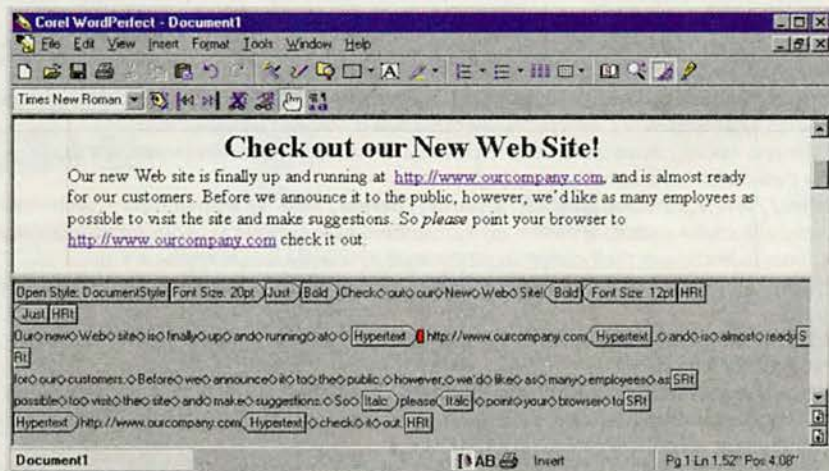 Corel WordPerfect - Document1
File Edit View Insert Format Tools Window Help
Times New Roman
Check out our New Web Site!
Our new Web site is finally up and running at http://www.ourcompany.com, and is almost ready
for our customers. Before we announce it to the public, however, we'd like as many employees as
possible to visit the site and make suggestions. So please point your browser to
http://www.ourcompany.com check it out.
Open Style: DocumentStyle Font Size: 20pt Just Bold Check◇out◇our◇New◇Web◇Site! Bold Font Size: 12pt HRt
Just HRt
Our◇new◇Web◇site◇is◇finally◇up◇and◇running◇at◇◇ Hypertext http://www.ourcompany.com Hypertext ,◇and◇is◇almost◇ready S
Rt
for◇our◇customers.◇Before◇we◇announce◇it◇to◇the◇public,◇however,◇we'd◇like◇as◇many◇employees◇as SRt
possible◇to◇visit◇the◇site◇and◇make◇suggestions.◇So◇ Italc please Italc ◇point◇your◇browser◇to SRt
Hypertext http://www.ourcompany.com Hypertext ◇check◇it◇out. HRt
Document1 AB Insert Pg 1 Ln 1.52" Pos 4.08"